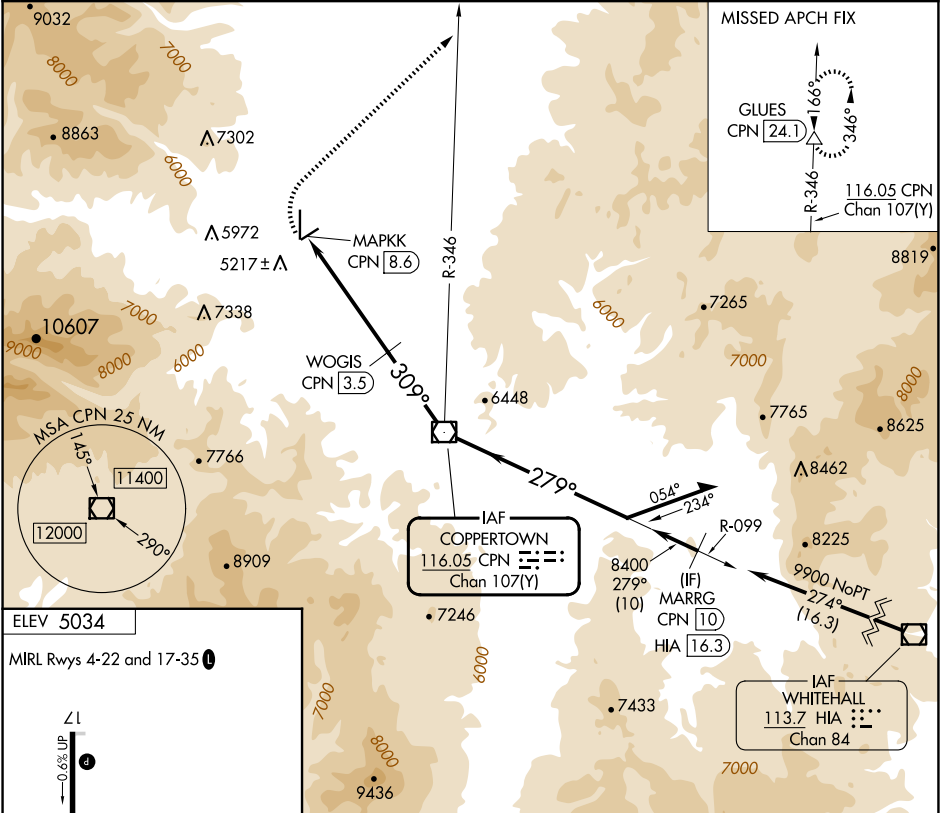 9032
8000
7000
8863
7302
6000
5972
5217 ±
7338
7000
10607
9000
8000
6000
MAPKK
CPN 8.6
R-346
WOGIS
CPN 3.5
309°
6448
MISSED APCH FIX
GLUES
CPN 24.1
166°
346°
R-346
116.05 CPN
Chan 107(Y)
8819
7265
6000
7000
8000
7765
8625
8462
MSA CPN 25 NM
145°
11400
12000
290°
7766
8909
279°
054°
234°
R-099
8225
IAF
COPPERTOWN
116.05 CPN
Chan 107(Y)
8400
279°
(10)
(IF)
MARRG
CPN 10
HIA 16.3
9900 NoPT
274°
(16.3)
7246
6000
7433
IAF
WHITEHALL
113.7 HIA
Chan 84
7000
7000
8000
9436
ELEV 5034
MIRL Rwys 4-22 and 17-35 L
17
0.6% UP
P